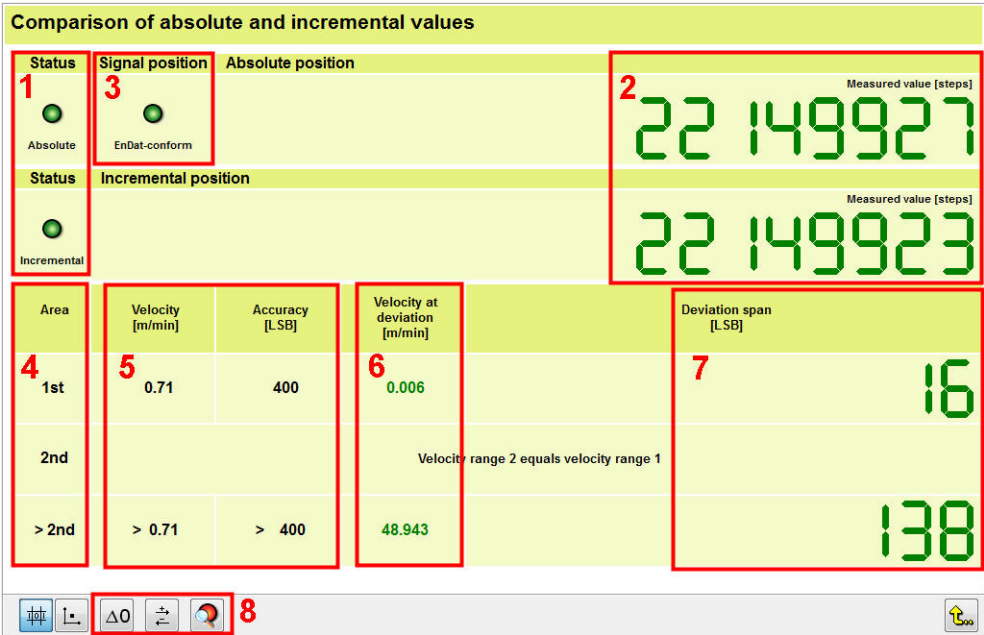 Comparison of absolute and incremental values
Status Signal position Absolute position
1 3 2 Measured value [steps]
22 149927
Absolute EnDat-conform
Status Incremental position
Measured value [steps]
22 149923
Incremental
Area Velocity [m/min] Accuracy [LSB] Velocity at deviation [m/min] Deviation span [LSB]
4 5 6 7
1st 0.71 400 0.006 16
2nd Velocity range 2 equals velocity range 1
> 2nd > 0.71 > 400 48.943 138
Δ0 8